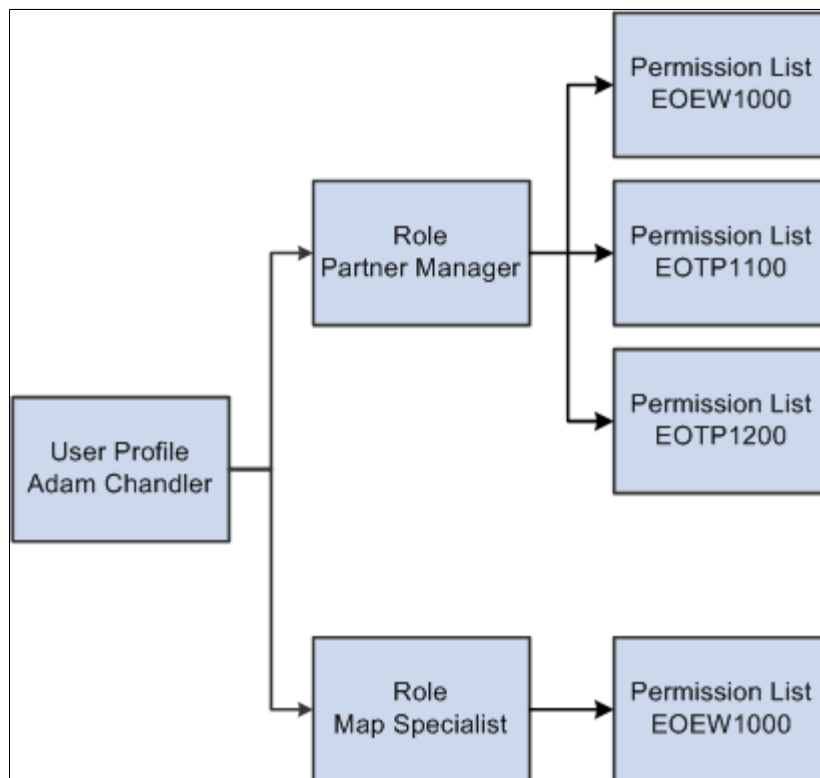 Permission List
EOEW1000
Role
Partner Manager
Permission List
EOTP1100
Permission List
EOTP1200
User Profile
Adam Chandler
Role
Map Specialist
Permission List
EOEW1000